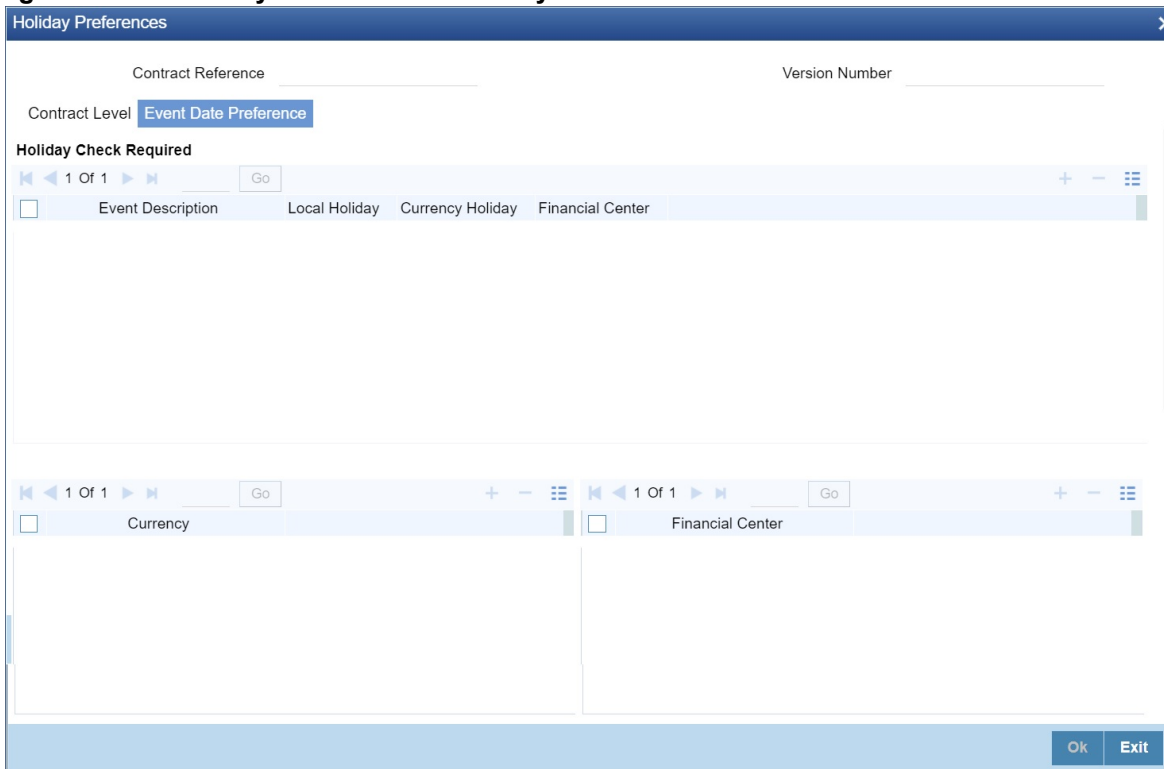 Holiday Preferences
Contract Reference
Version Number
Contract Level Event Date Preference
Holiday Check Required
1 Of 1 Go
Event Description Local Holiday Currency Holiday Financial Center
1 Of 1 Go
Currency
1 Of 1 Go
Financial Center
Ok Exit